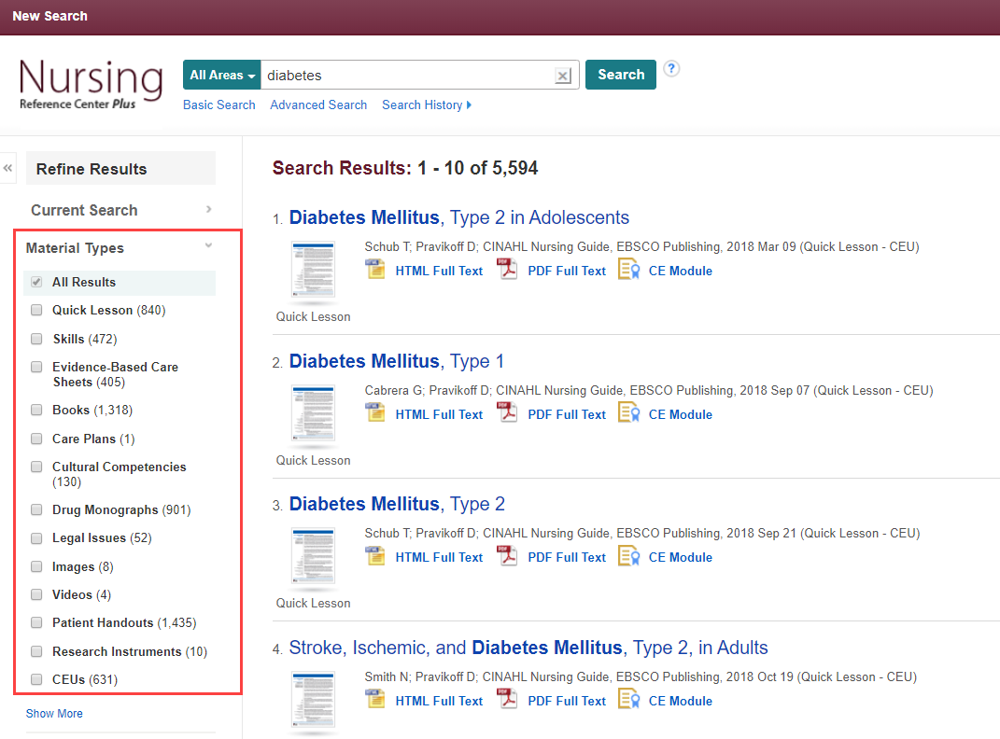 New Search
Nursing
Reference Center Plus
All Areas diabetes
Search
?
Basic Search Advanced Search Search History
«
Refine Results
Current Search
Material Types
All Results
Quick Lesson (840)
Skills (472)
Evidence-Based Care
Sheets (405)
Books (1,318)
Care Plans (1)
Cultural Competencies
(130)
Drug Monographs (901)
Legal Issues (52)
Images (8)
Videos (4)
Patient Handouts (1,435)
Research Instruments (10)
CEUs (631)
Show More
Search Results: 1 - 10 of 5,594
1. Diabetes Mellitus, Type 2 in Adolescents
Schub T; Pravikoff D; CINAHL Nursing Guide, EBSCO Publishing, 2018 Mar 09 (Quick Lesson - CEU)
HTML Full Text PDF Full Text CE Module
Quick Lesson
2. Diabetes Mellitus, Type 1
Cabrera G; Pravikoff D; CINAHL Nursing Guide, EBSCO Publishing, 2018 Sep 07 (Quick Lesson - CEU)
HTML Full Text PDF Full Text CE Module
Quick Lesson
3. Diabetes Mellitus, Type 2
Schub T; Pravikoff D; CINAHL Nursing Guide, EBSCO Publishing, 2018 Sep 21 (Quick Lesson - CEU)
HTML Full Text PDF Full Text CE Module
Quick Lesson
4. Stroke, Ischemic, and Diabetes Mellitus, Type 2, in Adults
Smith N; Pravikoff D; CINAHL Nursing Guide, EBSCO Publishing, 2018 Oct 19 (Quick Lesson - CEU)
HTML Full Text PDF Full Text CE Module